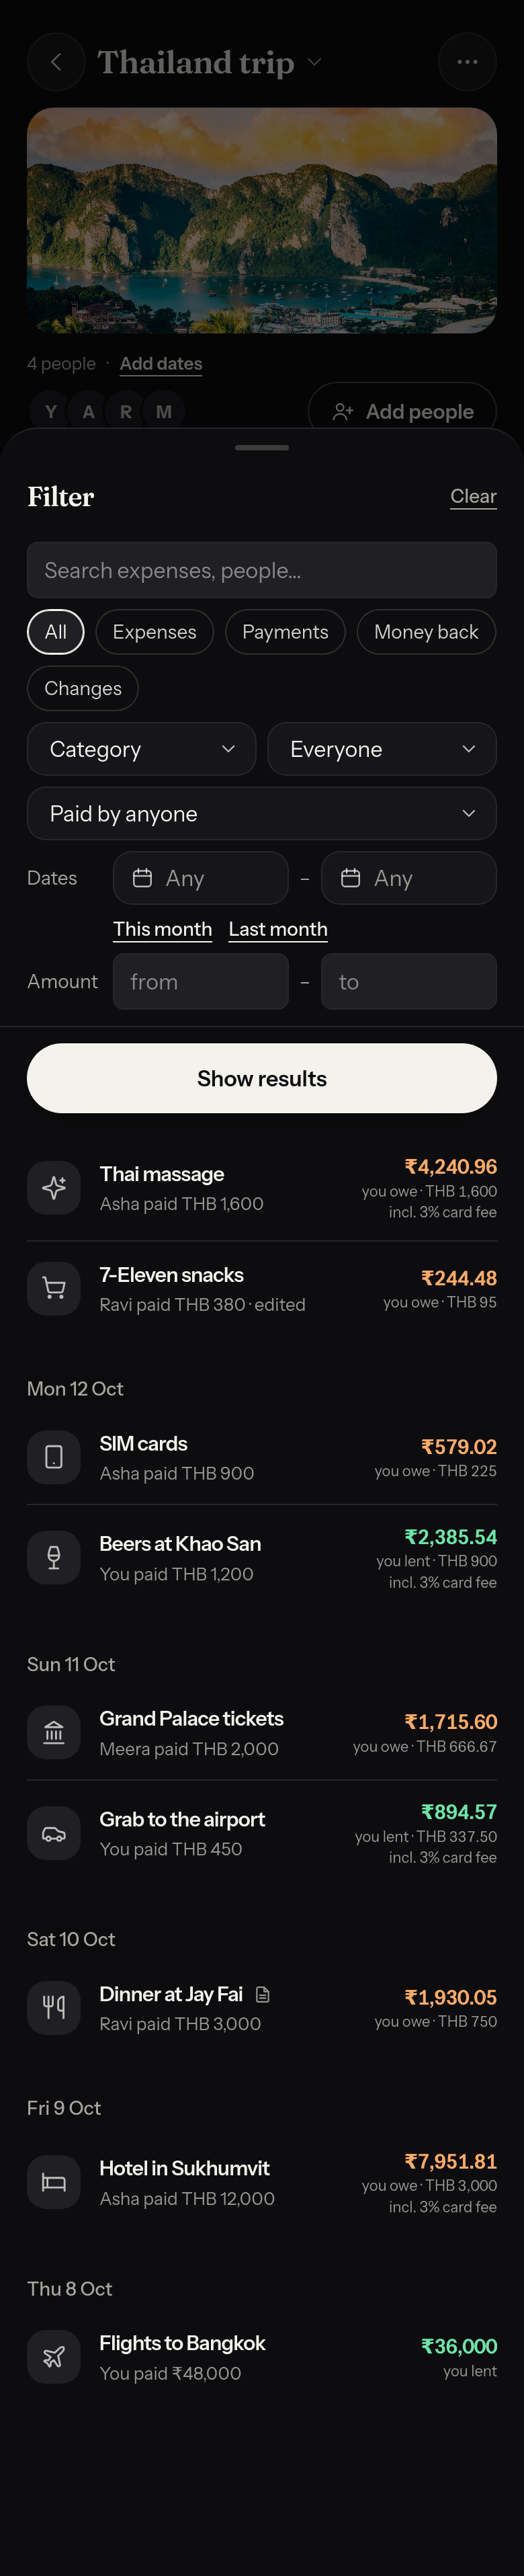 Thailand trip
4 people · Add dates
Y A R M
Add people
Filter
Clear
Search expenses, people...
All Expenses Payments Money back
Changes
Category Everyone
Paid by anyone
Dates Any – Any
This month Last month
Amount from – to
Show results
Thai massage
Asha paid THB 1,600
₹4,240.96
you owe · THB 1,600
incl. 3% card fee
7-Eleven snacks
Ravi paid THB 380 · edited
₹244.48
you owe · THB 95
Mon 12 Oct
SIM cards
Asha paid THB 900
₹579.02
you owe · THB 225
Beers at Khao San
You paid THB 1,200
₹2,385.54
you lent · THB 900
incl. 3% card fee
Sun 11 Oct
Grand Palace tickets
Meera paid THB 2,000
₹1,715.60
you owe · THB 666.67
Grab to the airport
You paid THB 450
₹894.57
you lent · THB 337.50
incl. 3% card fee
Sat 10 Oct
Dinner at Jay Fai
Ravi paid THB 3,000
₹1,930.05
you owe · THB 750
Fri 9 Oct
Hotel in Sukhumvit
Asha paid THB 12,000
₹7,951.81
you owe · THB 3,000
incl. 3% card fee
Thu 8 Oct
Flights to Bangkok
You paid ₹48,000
₹36,000
you lent